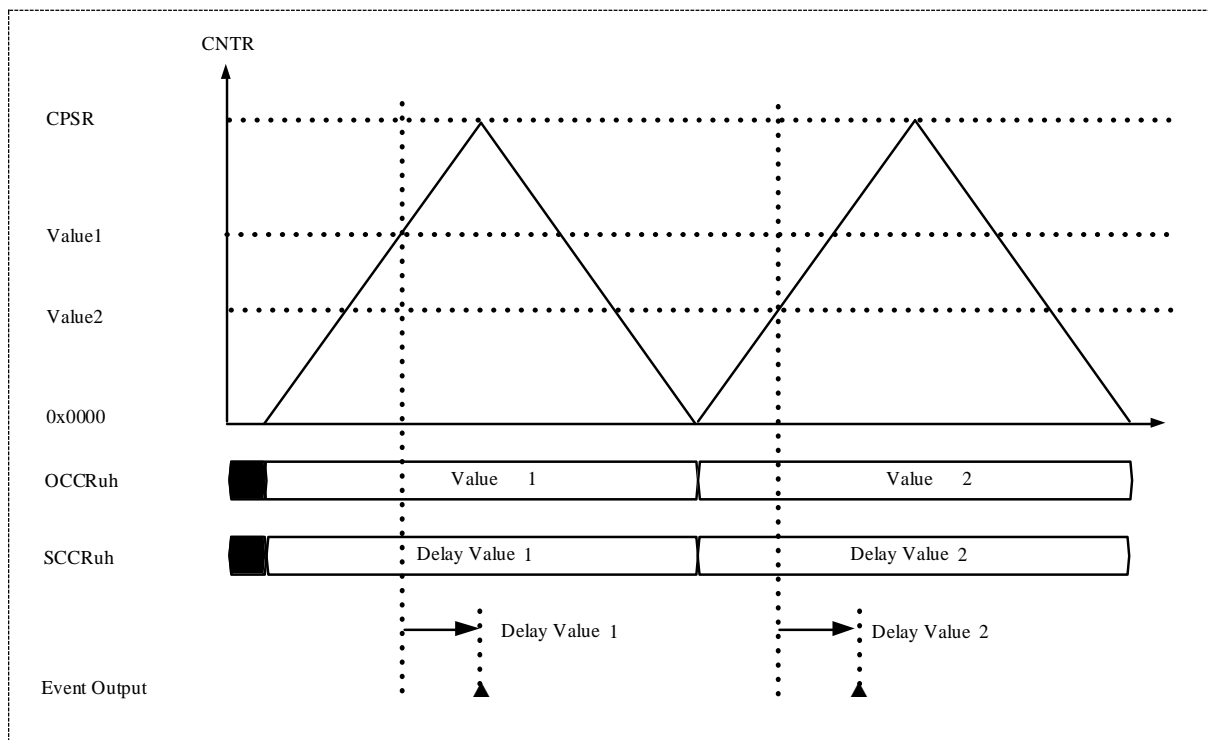 CNTR
CPSR
Value1
Value2
0x0000
OCCRuh
Value 1
Value 2
SCCRuh
Delay Value 1
Delay Value 2
Delay Value 1
Delay Value 2
Event Output